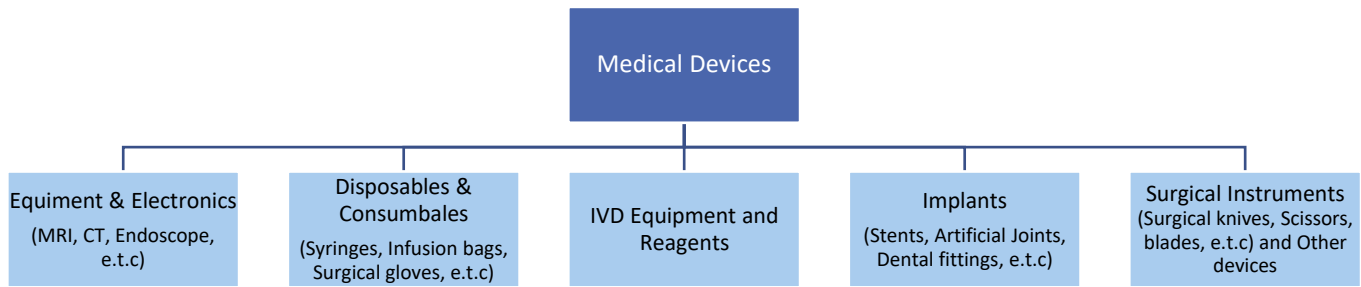 Medical Devices
Equiment & Electronics
(MRI, CT, Endoscope,
e.t.c)
Disposables &
Consumbales
(Syringes, Infusion bags,
Surgical gloves, e.t.c)
IVD Equipment and
Reagents
Implants
(Stents, Artificial Joints,
Dental fittings, e.t.c)
Surgical Instruments
(Surgical knives, Scissors,
blades, e.t.c) and Other
devices